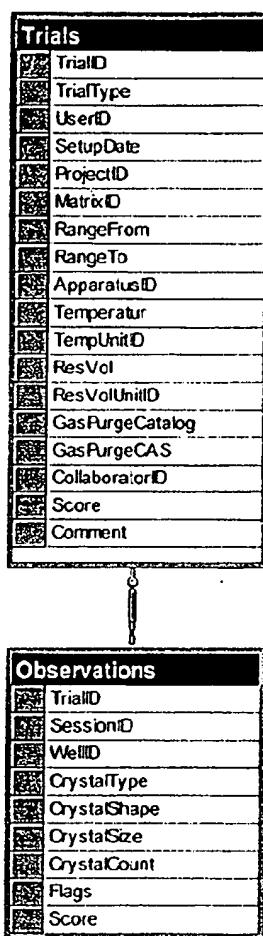 Trials
TrialID
TrialType
UserID
SetupDate
ProjectID
MatrixID
RangeFrom
RangeTo
ApparatusID
Temperatur
TempUnitID
ResVol
ResVolUnitID
GasPurgeCatalog
GasPurgeCAS
CollaboratorID
Score
Comment
Observations
TrialID
SessionID
WellID
CrystalType
CrystalShape
CrystalSize
CrystalCount
Flags
Score